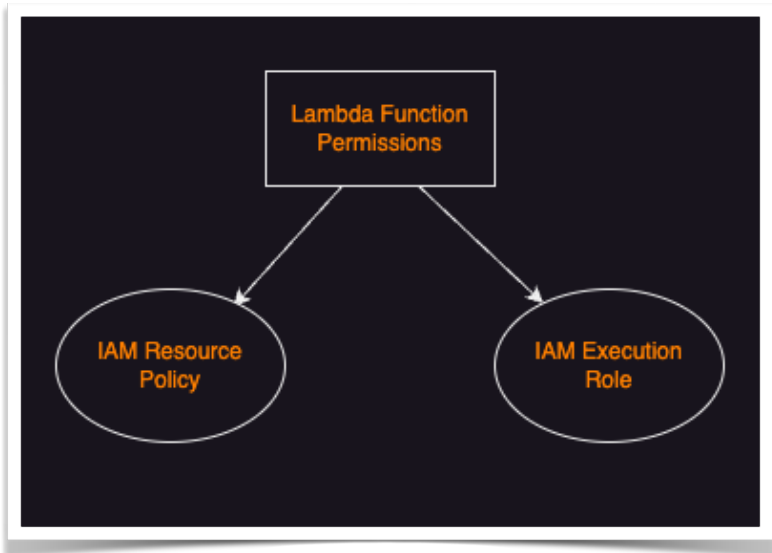 Lambda Function
Permissions
IAM Resource
Policy
IAM Execution
Role